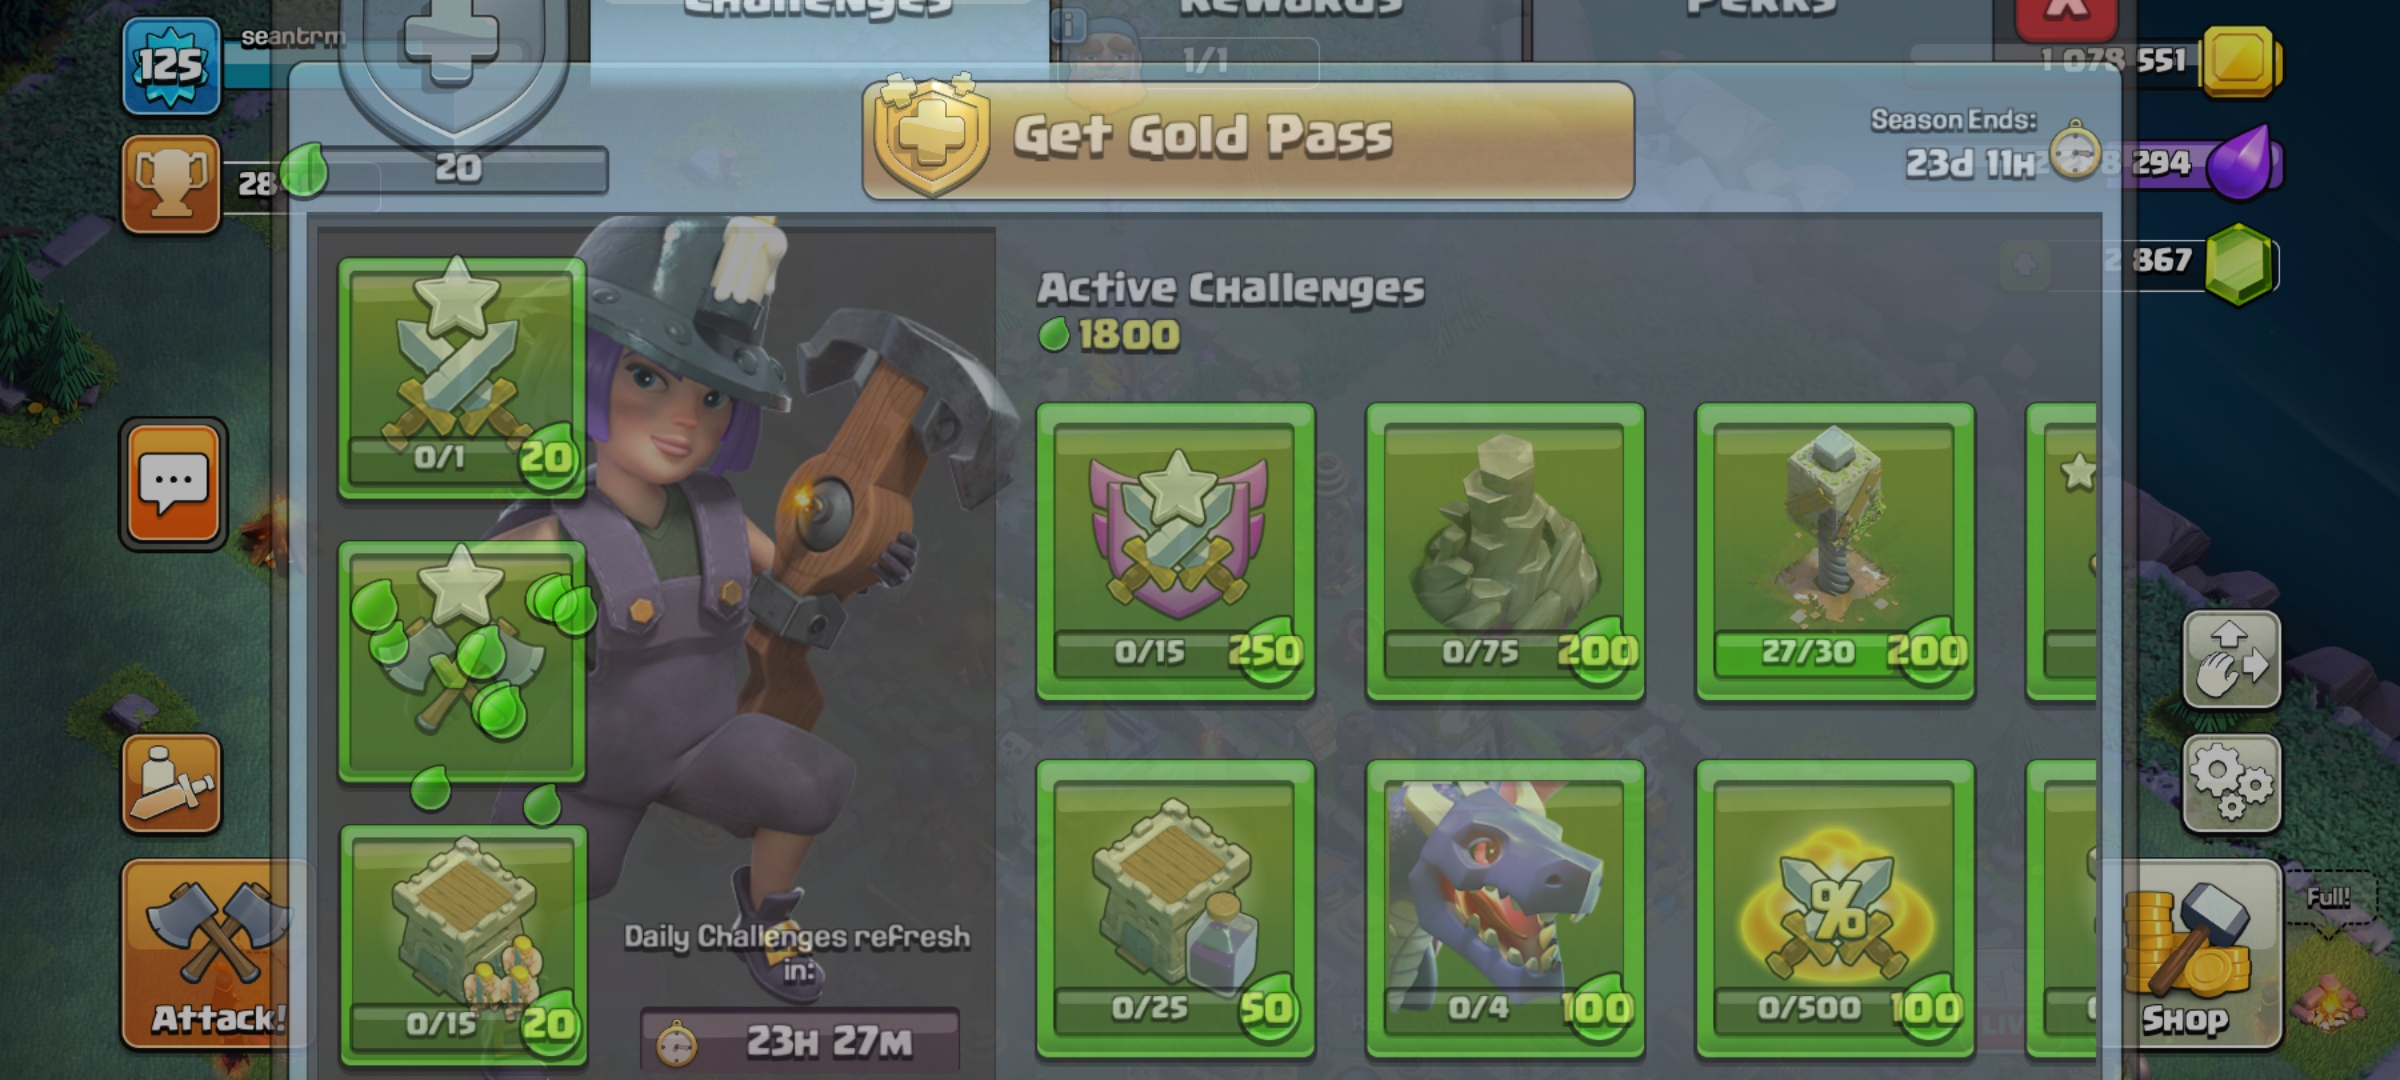 Challenges
Rewards
Perks
125
seantrm
1/1
1 078 551
Get Gold Pass
Season Ends:
23d 11H
20
28
294
2 867
Active Challenges
1800
0/1
20
0/15
250
0/75
200
27/30
200
0/15
20
0/25
50
0/4
100
0/500
100
%
Daily Challenges refresh
in:
23H 27M
Attack!
Full!
Shop